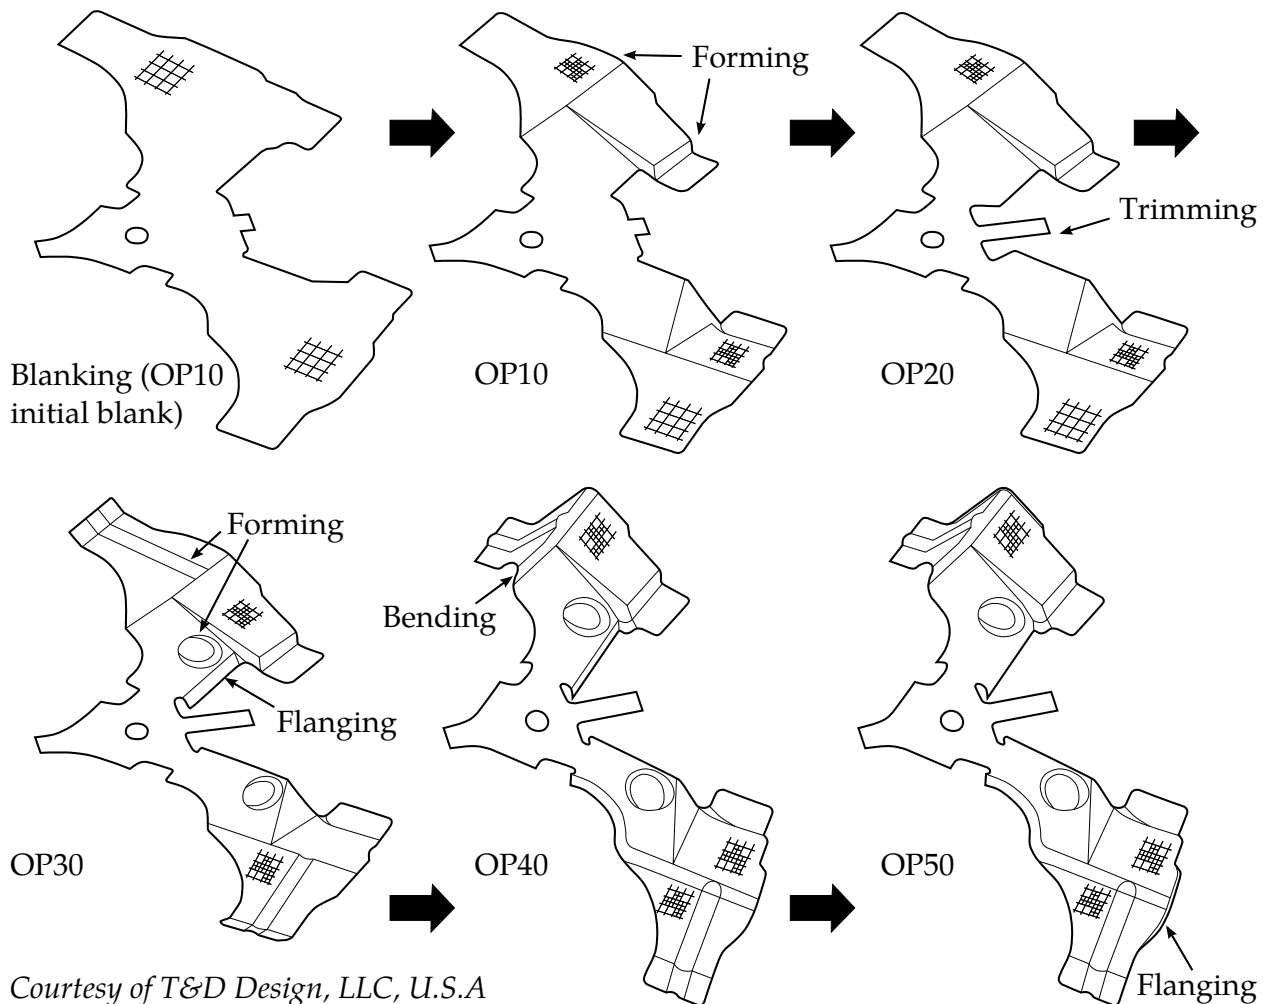 Forming
Trimming
Blanking (OP10
initial blank)
OP10
OP20
Forming
Bending
Flanging
OP30
OP40
OP50
Flanging
Courtesy of T&D Design, LLC, U.S.A